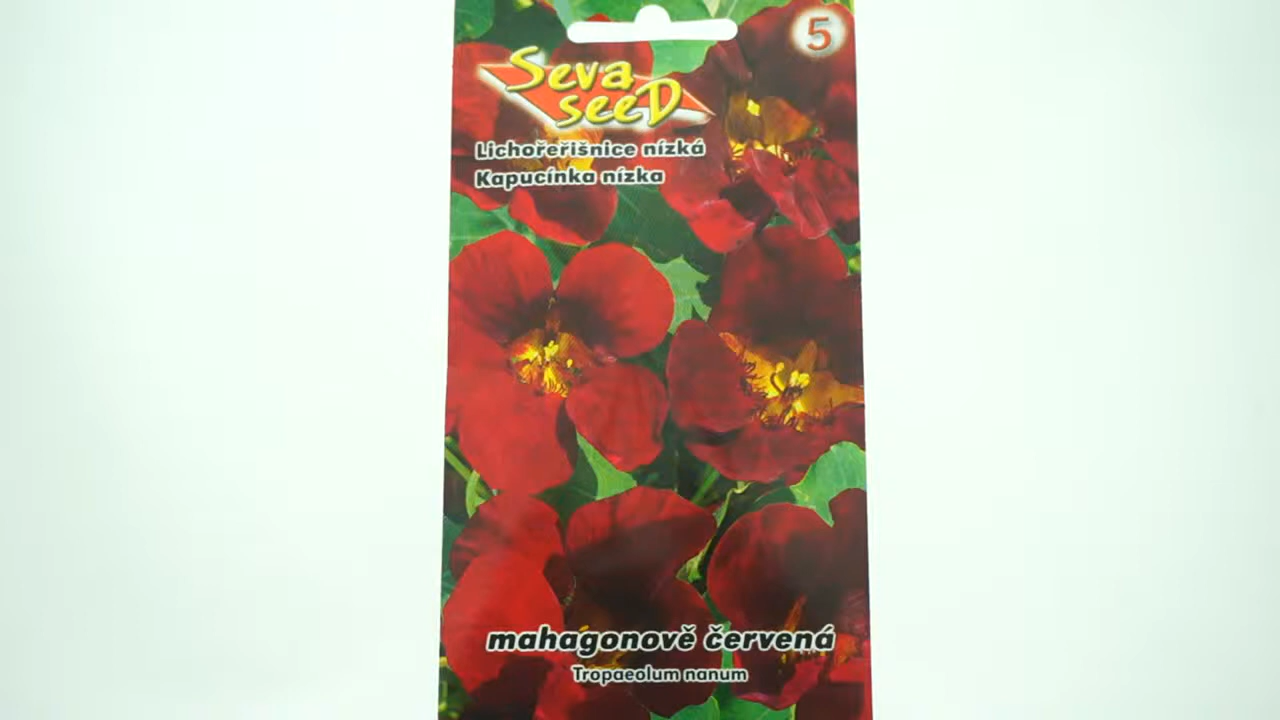 5
Seva
seeD
Lichořeřišnice nízká
Kapucínka nízka
mahagonově červená
Tropaeolum nanum